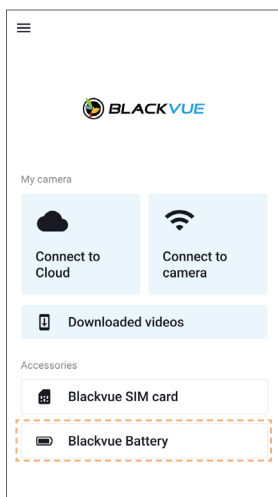 BLACKVUE
My camera
Connect to
Cloud
Connect to
camera
Downloaded videos
Accessories
Blackvue SIM card
Blackvue Battery